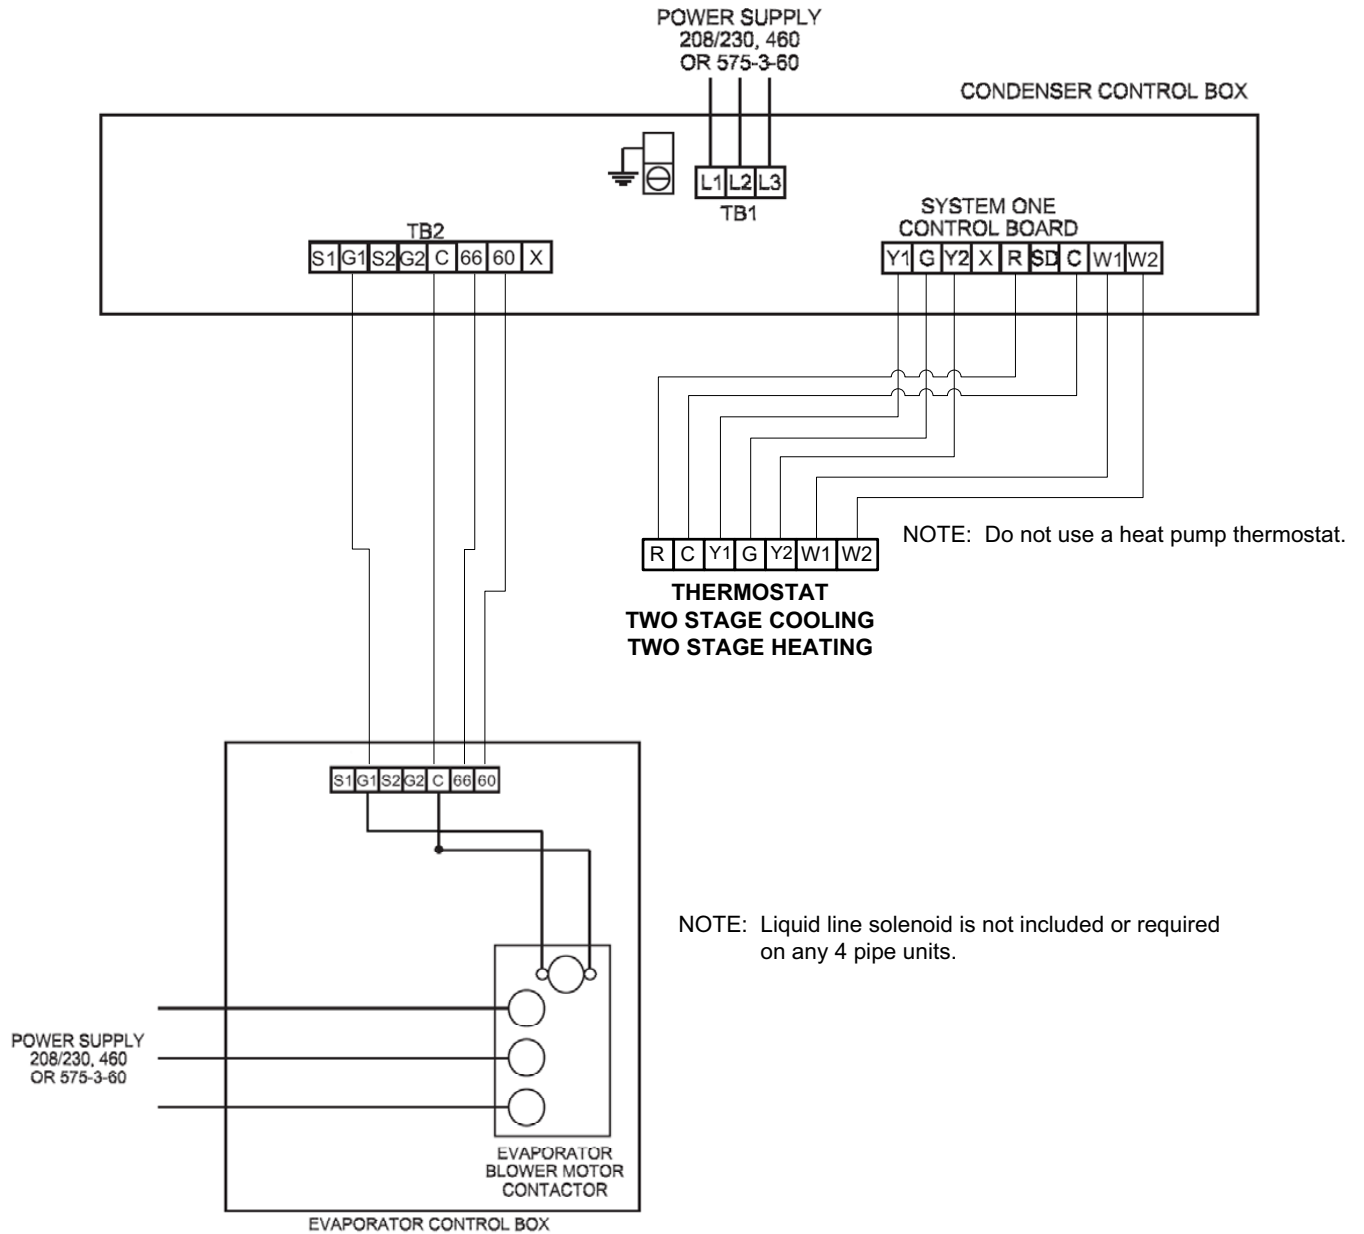 POWER SUPPLY
208/230, 460
OR 575-3-60
CONDENSER CONTROL BOX
L1 L2 L3
TB1
SYSTEM ONE
CONTROL BOARD
TB2
S1 G1 S2 G2 C 66 60 X
Y1 G Y2 X R SD C W1 W2
NOTE: Do not use a heat pump thermostat.
R C Y1 G Y2 W1 W2
THERMOSTAT
TWO STAGE COOLING
TWO STAGE HEATING
S1 G1 S2 G2 C 66 60
NOTE: Liquid line solenoid is not included or required
on any 4 pipe units.
POWER SUPPLY
208/230, 460
OR 575-3-60
EVAPORATOR
BLOWER MOTOR
CONTACTOR
EVAPORATOR CONTROL BOX